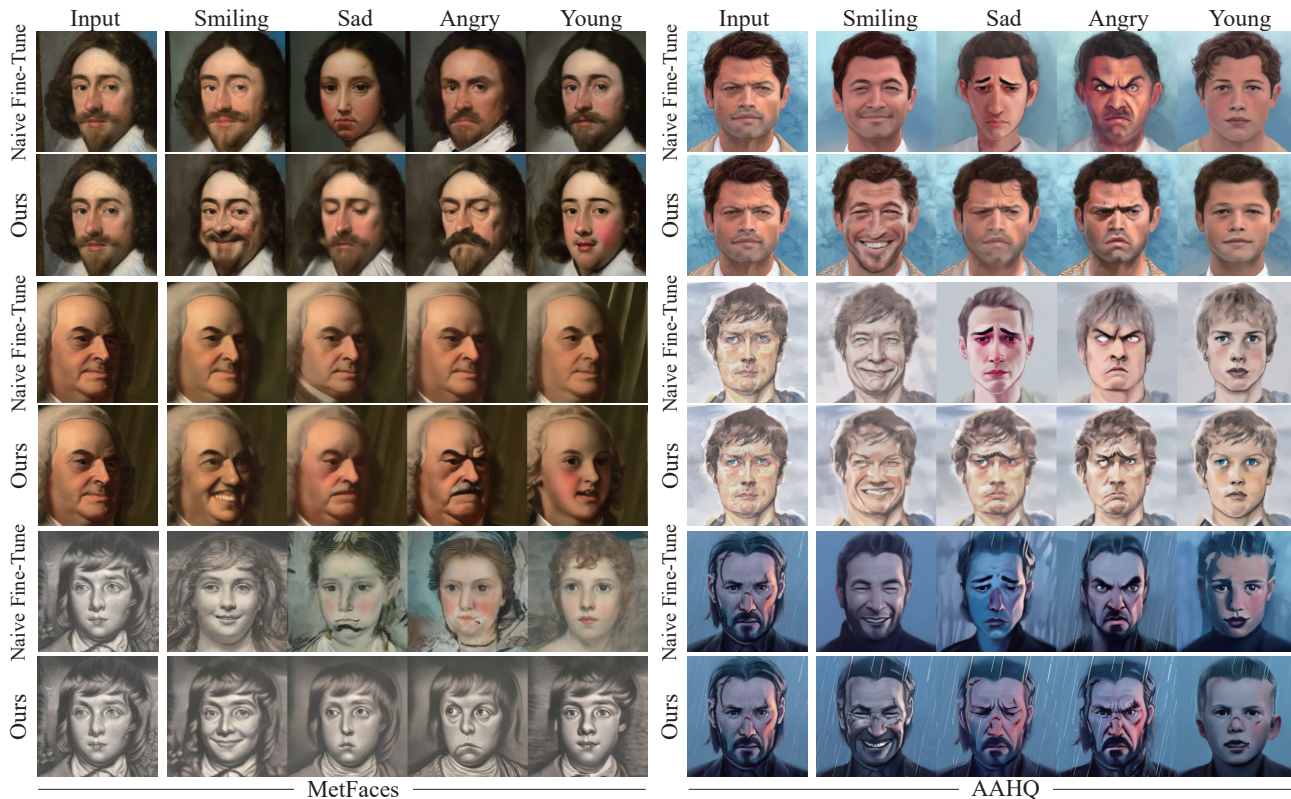 Input Smiling Sad Angry Young
Input Smiling Sad Angry Young
Naive Fine-Tune
Naive Fine-Tune
Ours
Ours
Naive Fine-Tune
Naive Fine-Tune
Ours
Ours
Naive Fine-Tune
Naive Fine-Tune
Ours
Ours
MetFaces
AAHQ